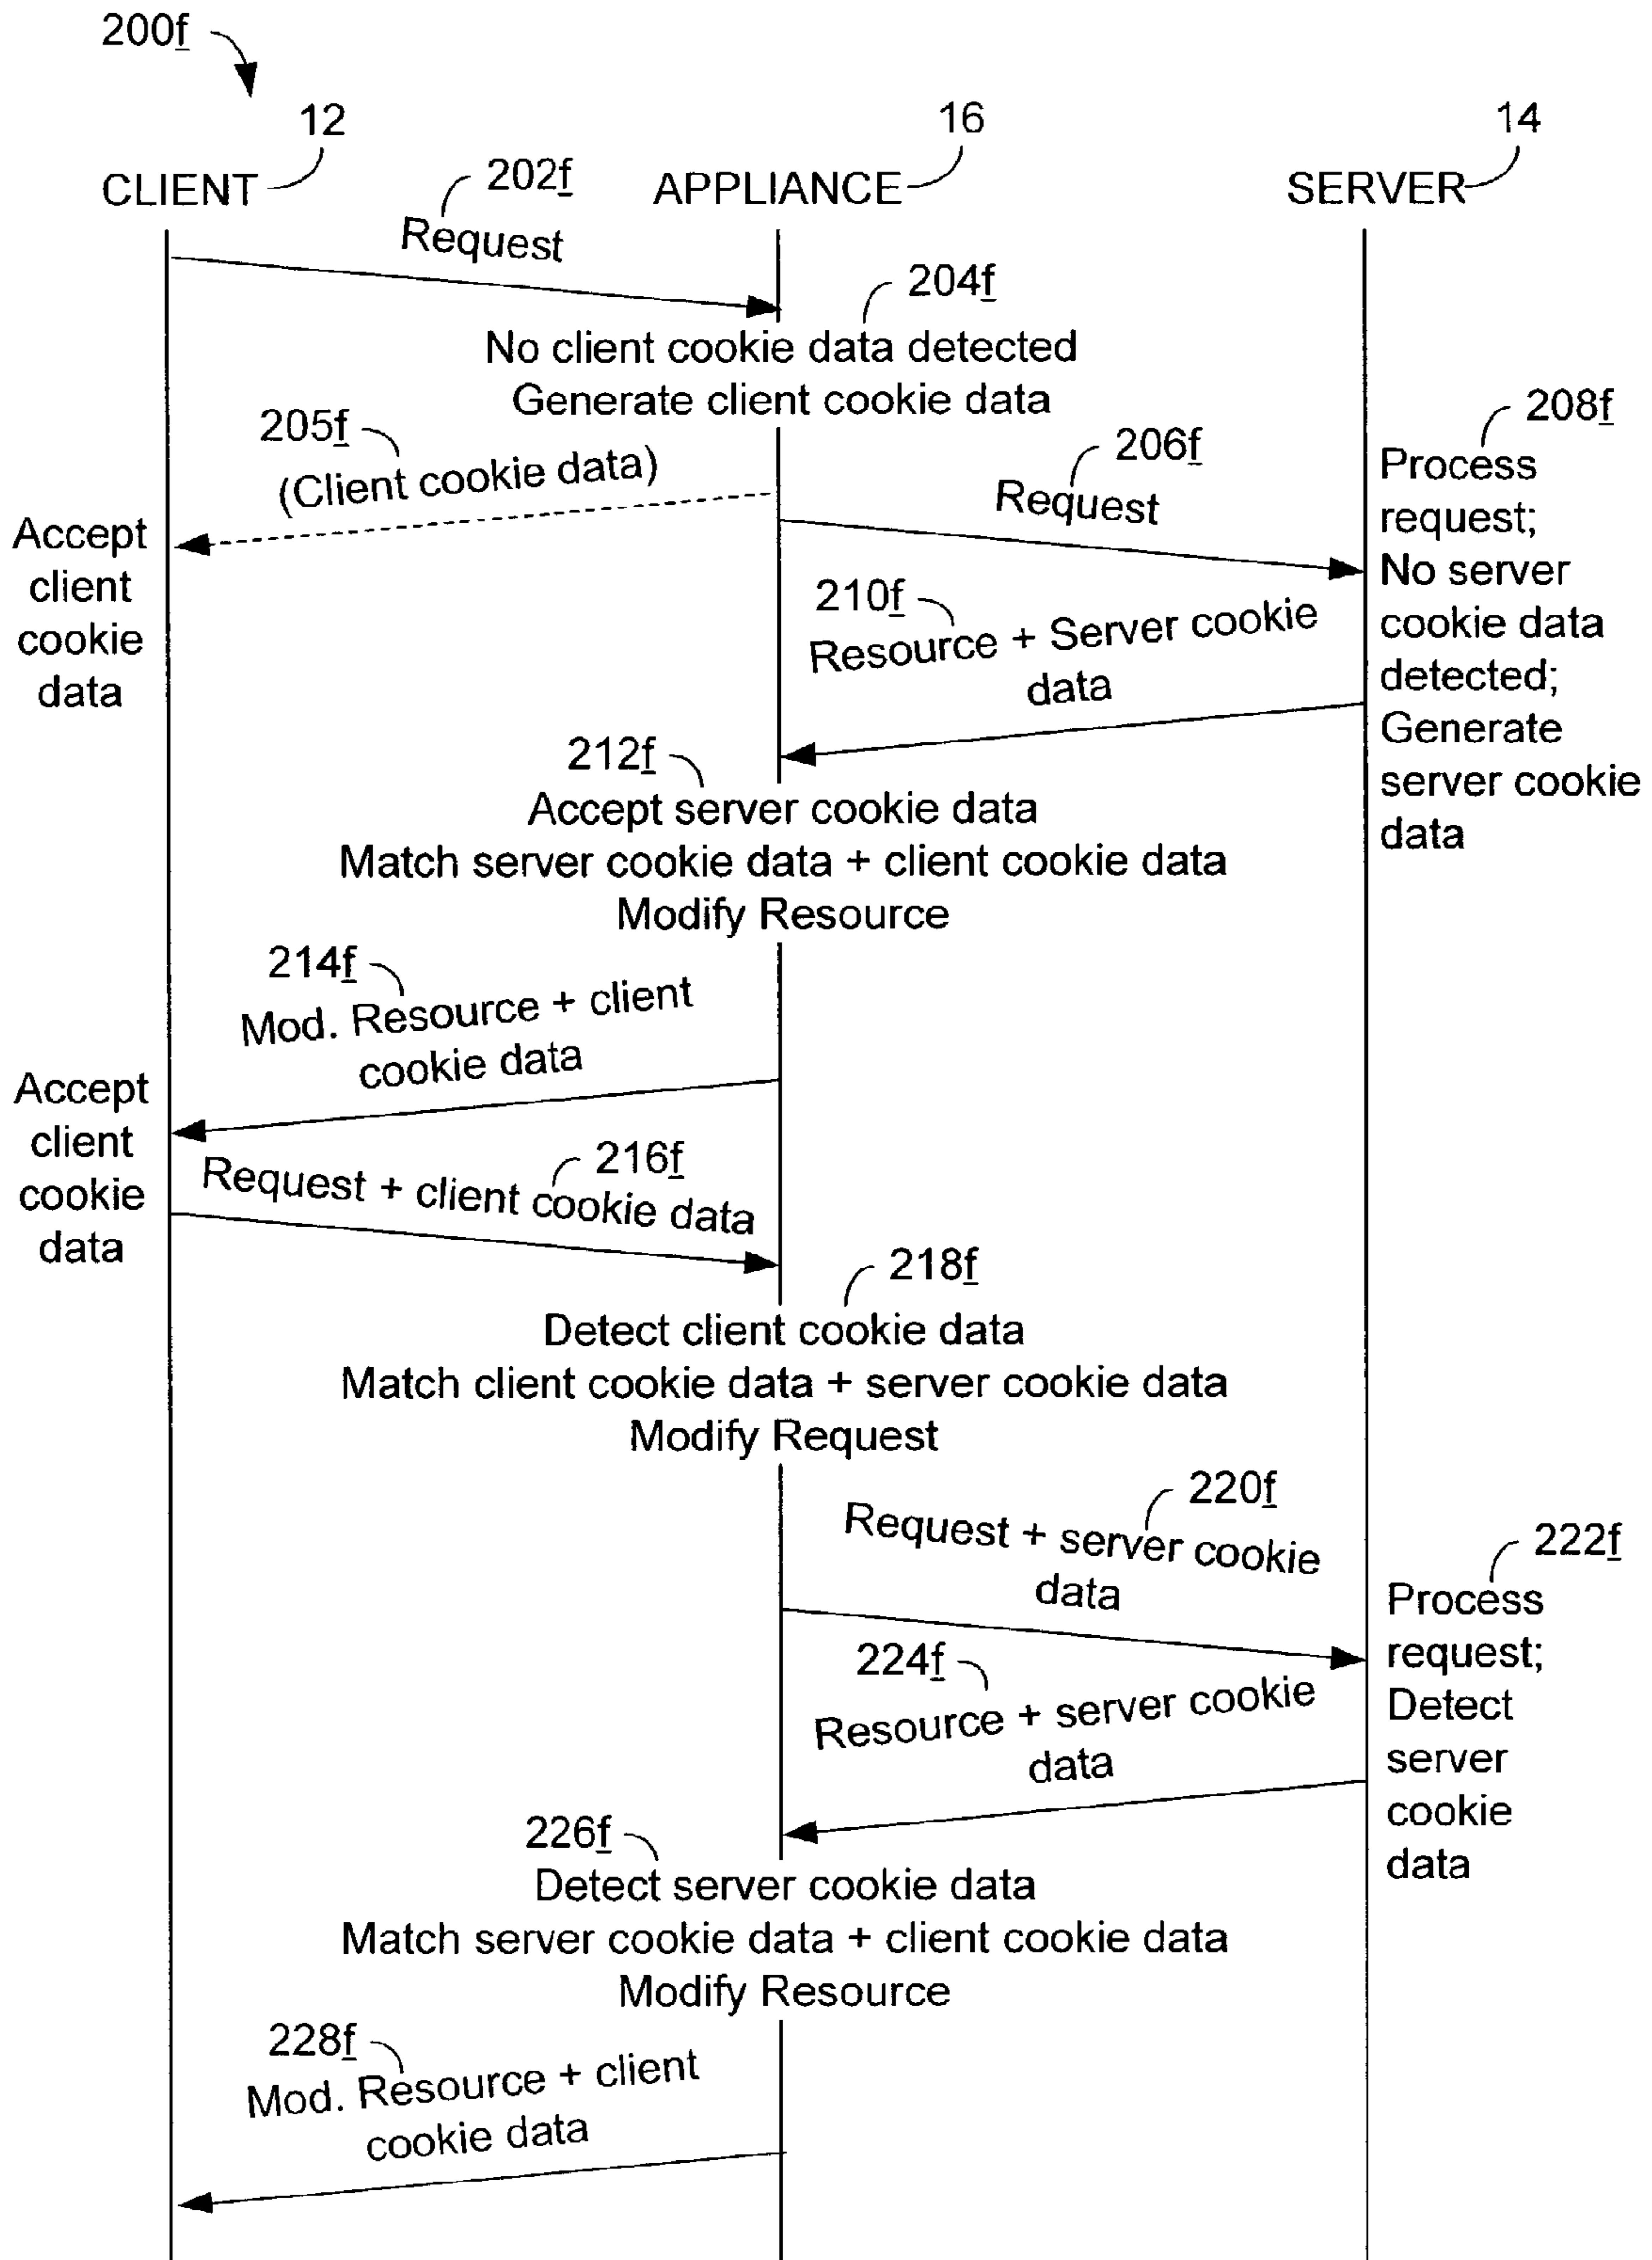 200f
12
16
14
CLIENT
202f
APPLIANCE
SERVER
Request
204f
No client cookie data detected
Generate client cookie data
205f
(Client cookie data)
206f
Request
208f
Process
request;
No server
cookie data
detected;
Generate
server cookie
data
Accept
client
cookie
data
210f
Resource + Server cookie
data
212f
Accept server cookie data
Match server cookie data + client cookie data
Modify Resource
214f
Mod. Resource + client
cookie data
Accept
client
cookie
data
216f
Request + client cookie data
218f
Detect client cookie data
Match client cookie data + server cookie data
Modify Request
220f
Request + server cookie
data
222f
Process
request;
Detect
server
cookie
data
224f
Resource + server cookie
data
226f
Detect server cookie data
Match server cookie data + client cookie data
Modify Resource
228f
Mod. Resource + client
cookie data